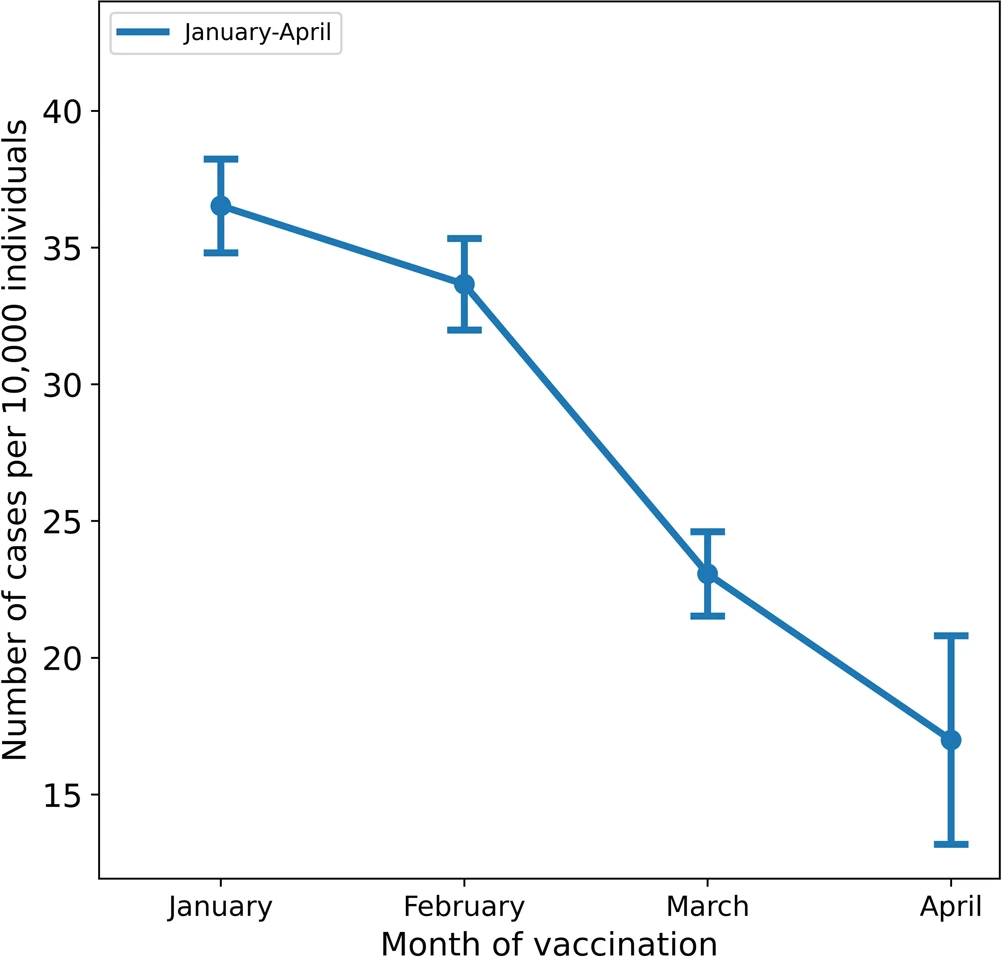 January-April
Number of cases per 10,000 individuals
40
35
30
25
20
15
January February March April
Month of vaccination